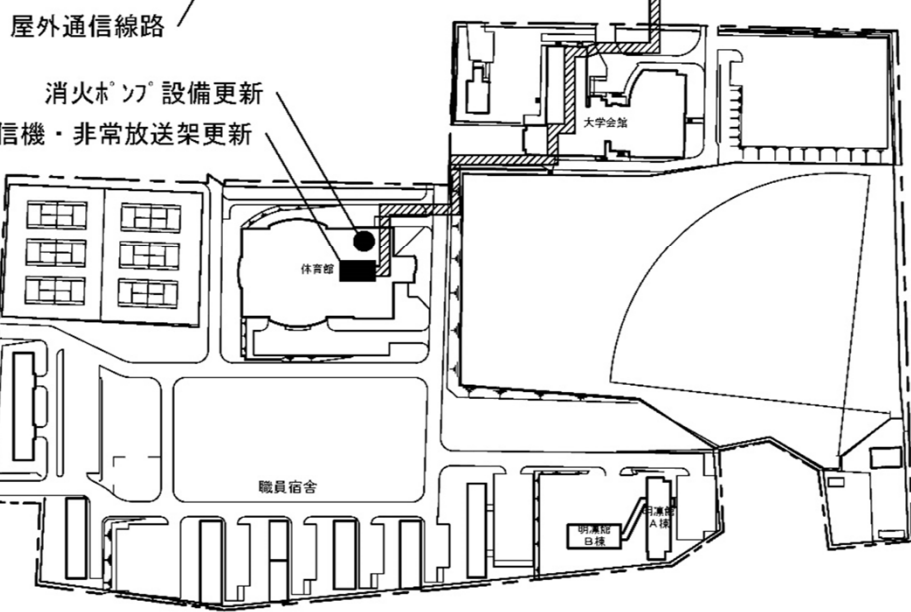 屋外通信線路
消火ﾎﾟﾝﾌﾟ設備更新
信機・非常放送架更新
大学会館
体育館
職員宿舎
明凛館
A棟
明凛館
B棟